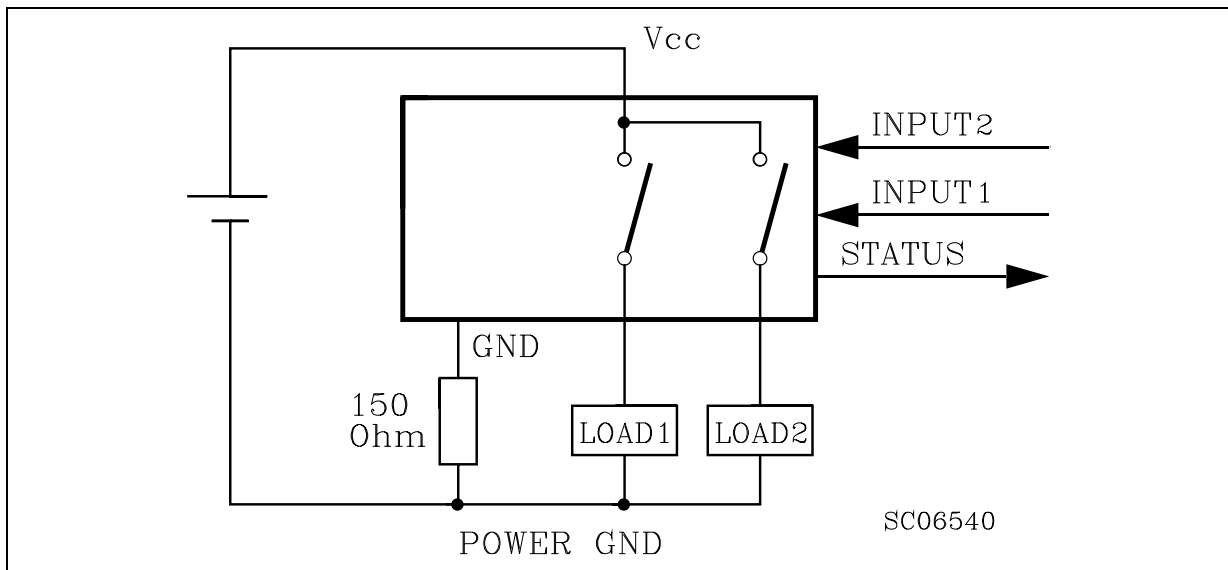 Vcc
INPUT2
INPUT1
STATUS
GND
150
Ohm
LOAD1
LOAD2
SC06540
POWER GND